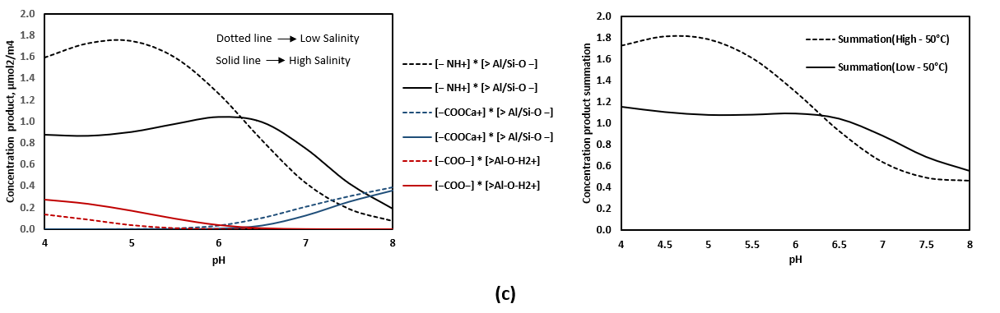 Concentration product, μmol2/m4
2.0
1.8
1.6
1.4
1.2
1.0
0.8
0.6
0.4
0.2
0.0
4
5
6
7
8
pH
Dotted line → Low Salinity
Solid line → High Salinity
[– NH+] * [> Al/Si-O –]
[– NH+] * [> Al/Si-O –]
[–COOCa+] * [> Al/Si-O –]
[–COOCa+] * [> Al/Si-O –]
[–COO–] * [>Al-O-H2+]
[–COO–] * [>Al-O-H2+]
Concentration product summation
2.0
1.8
1.6
1.4
1.2
1.0
0.8
0.6
0.4
0.2
0.0
4
4.5
5
5.5
6
6.5
7
7.5
8
pH
Summation(High - 50°C)
Summation(Low - 50°C)
(c)